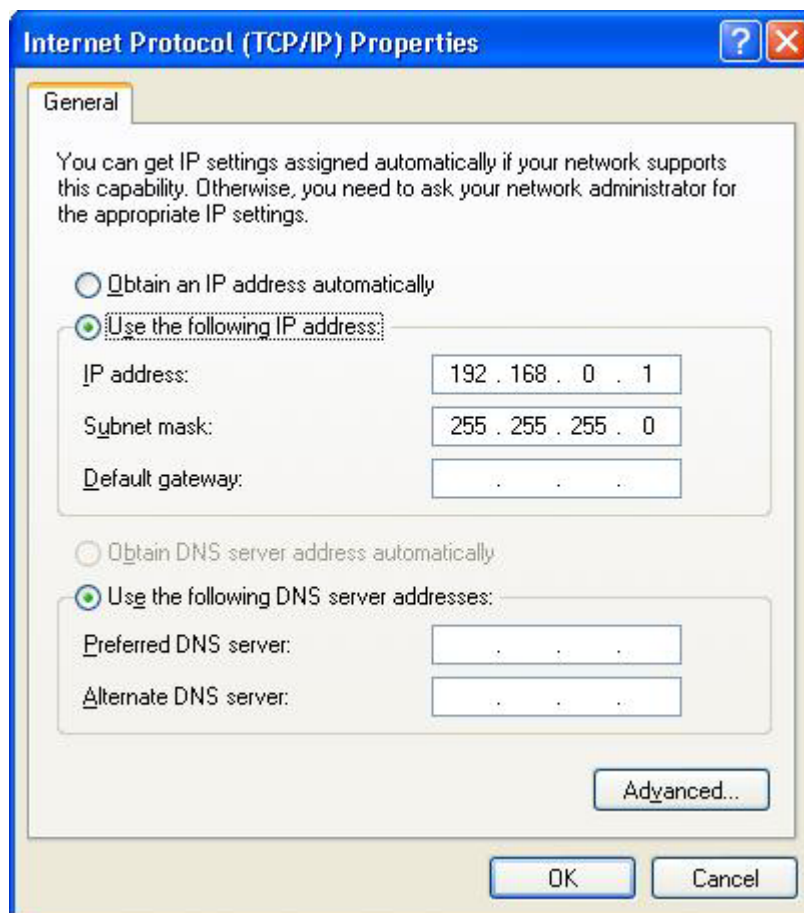 Internet Protocol (TCP/IP) Properties
General
You can get IP settings assigned automatically if your network supports
this capability. Otherwise, you need to ask your network administrator for
the appropriate IP settings.
Obtain an IP address automatically
Use the following IP address:
IP address: 192 . 168 . 0 . 1
Subnet mask: 255 . 255 . 255 . 0
Default gateway: . . .
Obtain DNS server address automatically
Use the following DNS server addresses:
Preferred DNS server: . . .
Alternate DNS server: . . .
Advanced...
OK Cancel